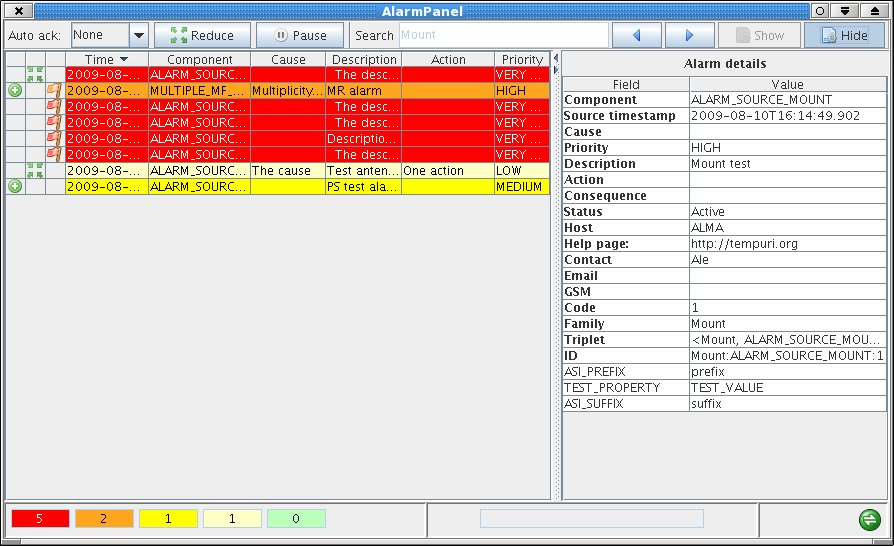 AlarmPanel
Auto ack: None Reduce Pause Search Mount Show Hide
Time Component Cause Description Action Priority
2009-08-... ALARM_SOURC... The desc... VERY ...
2009-08-... MULTIPLE_MF_... Multiplicity... MR alarm HIGH
2009-08-... ALARM_SOURC... The desc... VERY ...
2009-08-... ALARM_SOURC... The desc... VERY ...
2009-08-... ALARM_SOURC... Descriptio... VERY ...
2009-08-... ALARM_SOURC... The desc... VERY ...
2009-08-... ALARM_SOURC... The cause Test anten... One action LOW
2009-08-... ALARM_SOURC... PS test ala... MEDIUM
Alarm details
Field Value
Component ALARM_SOURCE_MOUNT
Source timestamp 2009-08-10T16:14:49.902
Cause
Priority HIGH
Description Mount test
Action
Consequence
Status Active
Host ALMA
Help page: http://tempuri.org
Contact Ale
Email
GSM
Code 1
Family Mount
Triplet <Mount, ALARM_SOURCE_MOU...
ID Mount:ALARM_SOURCE_MOUNT:1
ASI_PREFIX prefix
TEST_PROPERTY TEST_VALUE
ASI_SUFFIX suffix
5 2 1 1 0